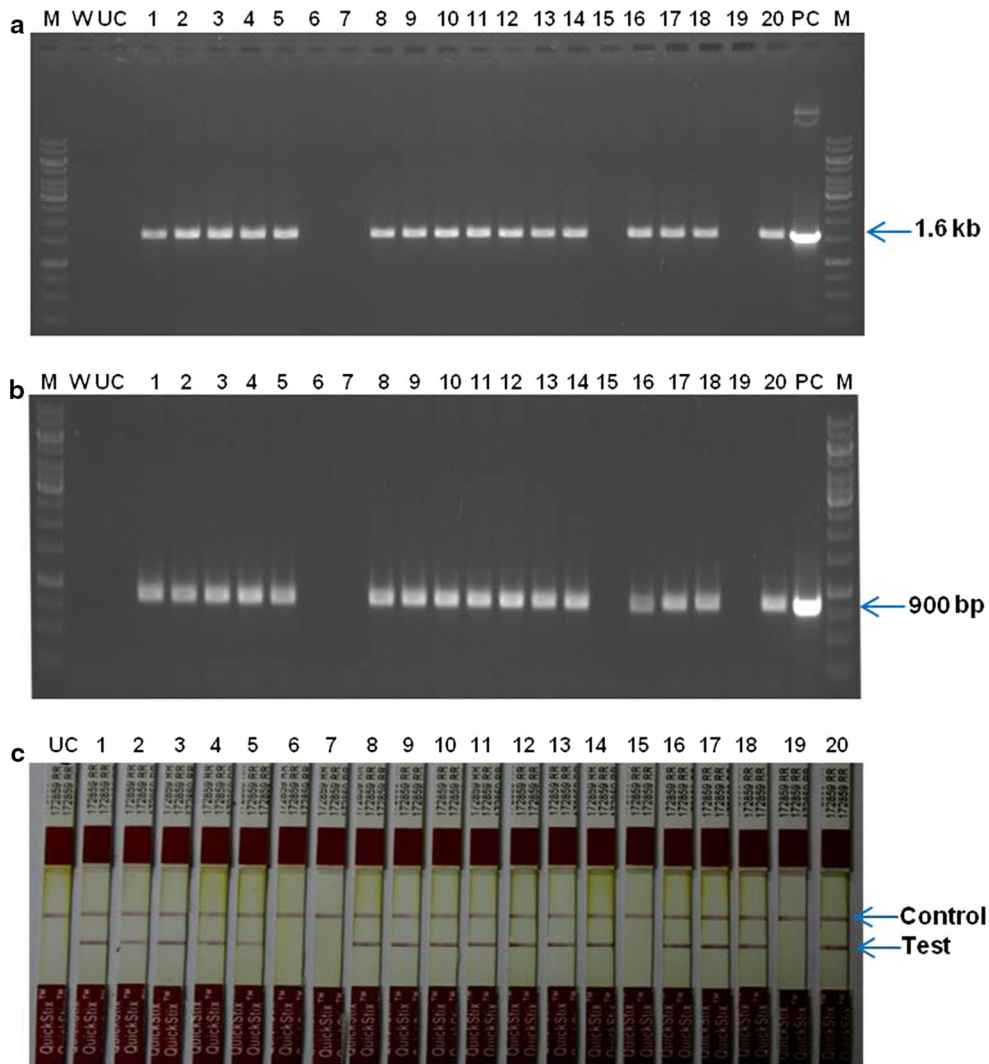 a
M W UC 1 2 3 4 5 6 7 8 9 10 11 12 13 14 15 16 17 18 19 20 PC M
1.6 kb
b
M W UC 1 2 3 4 5 6 7 8 9 10 11 12 13 14 15 16 17 18 19 20 PC M
900 bp
c
UC 1 2 3 4 5 6 7 8 9 10 11 12 13 14 15 16 17 18 19 20
172859 RR
Control
Test
QuickStix™